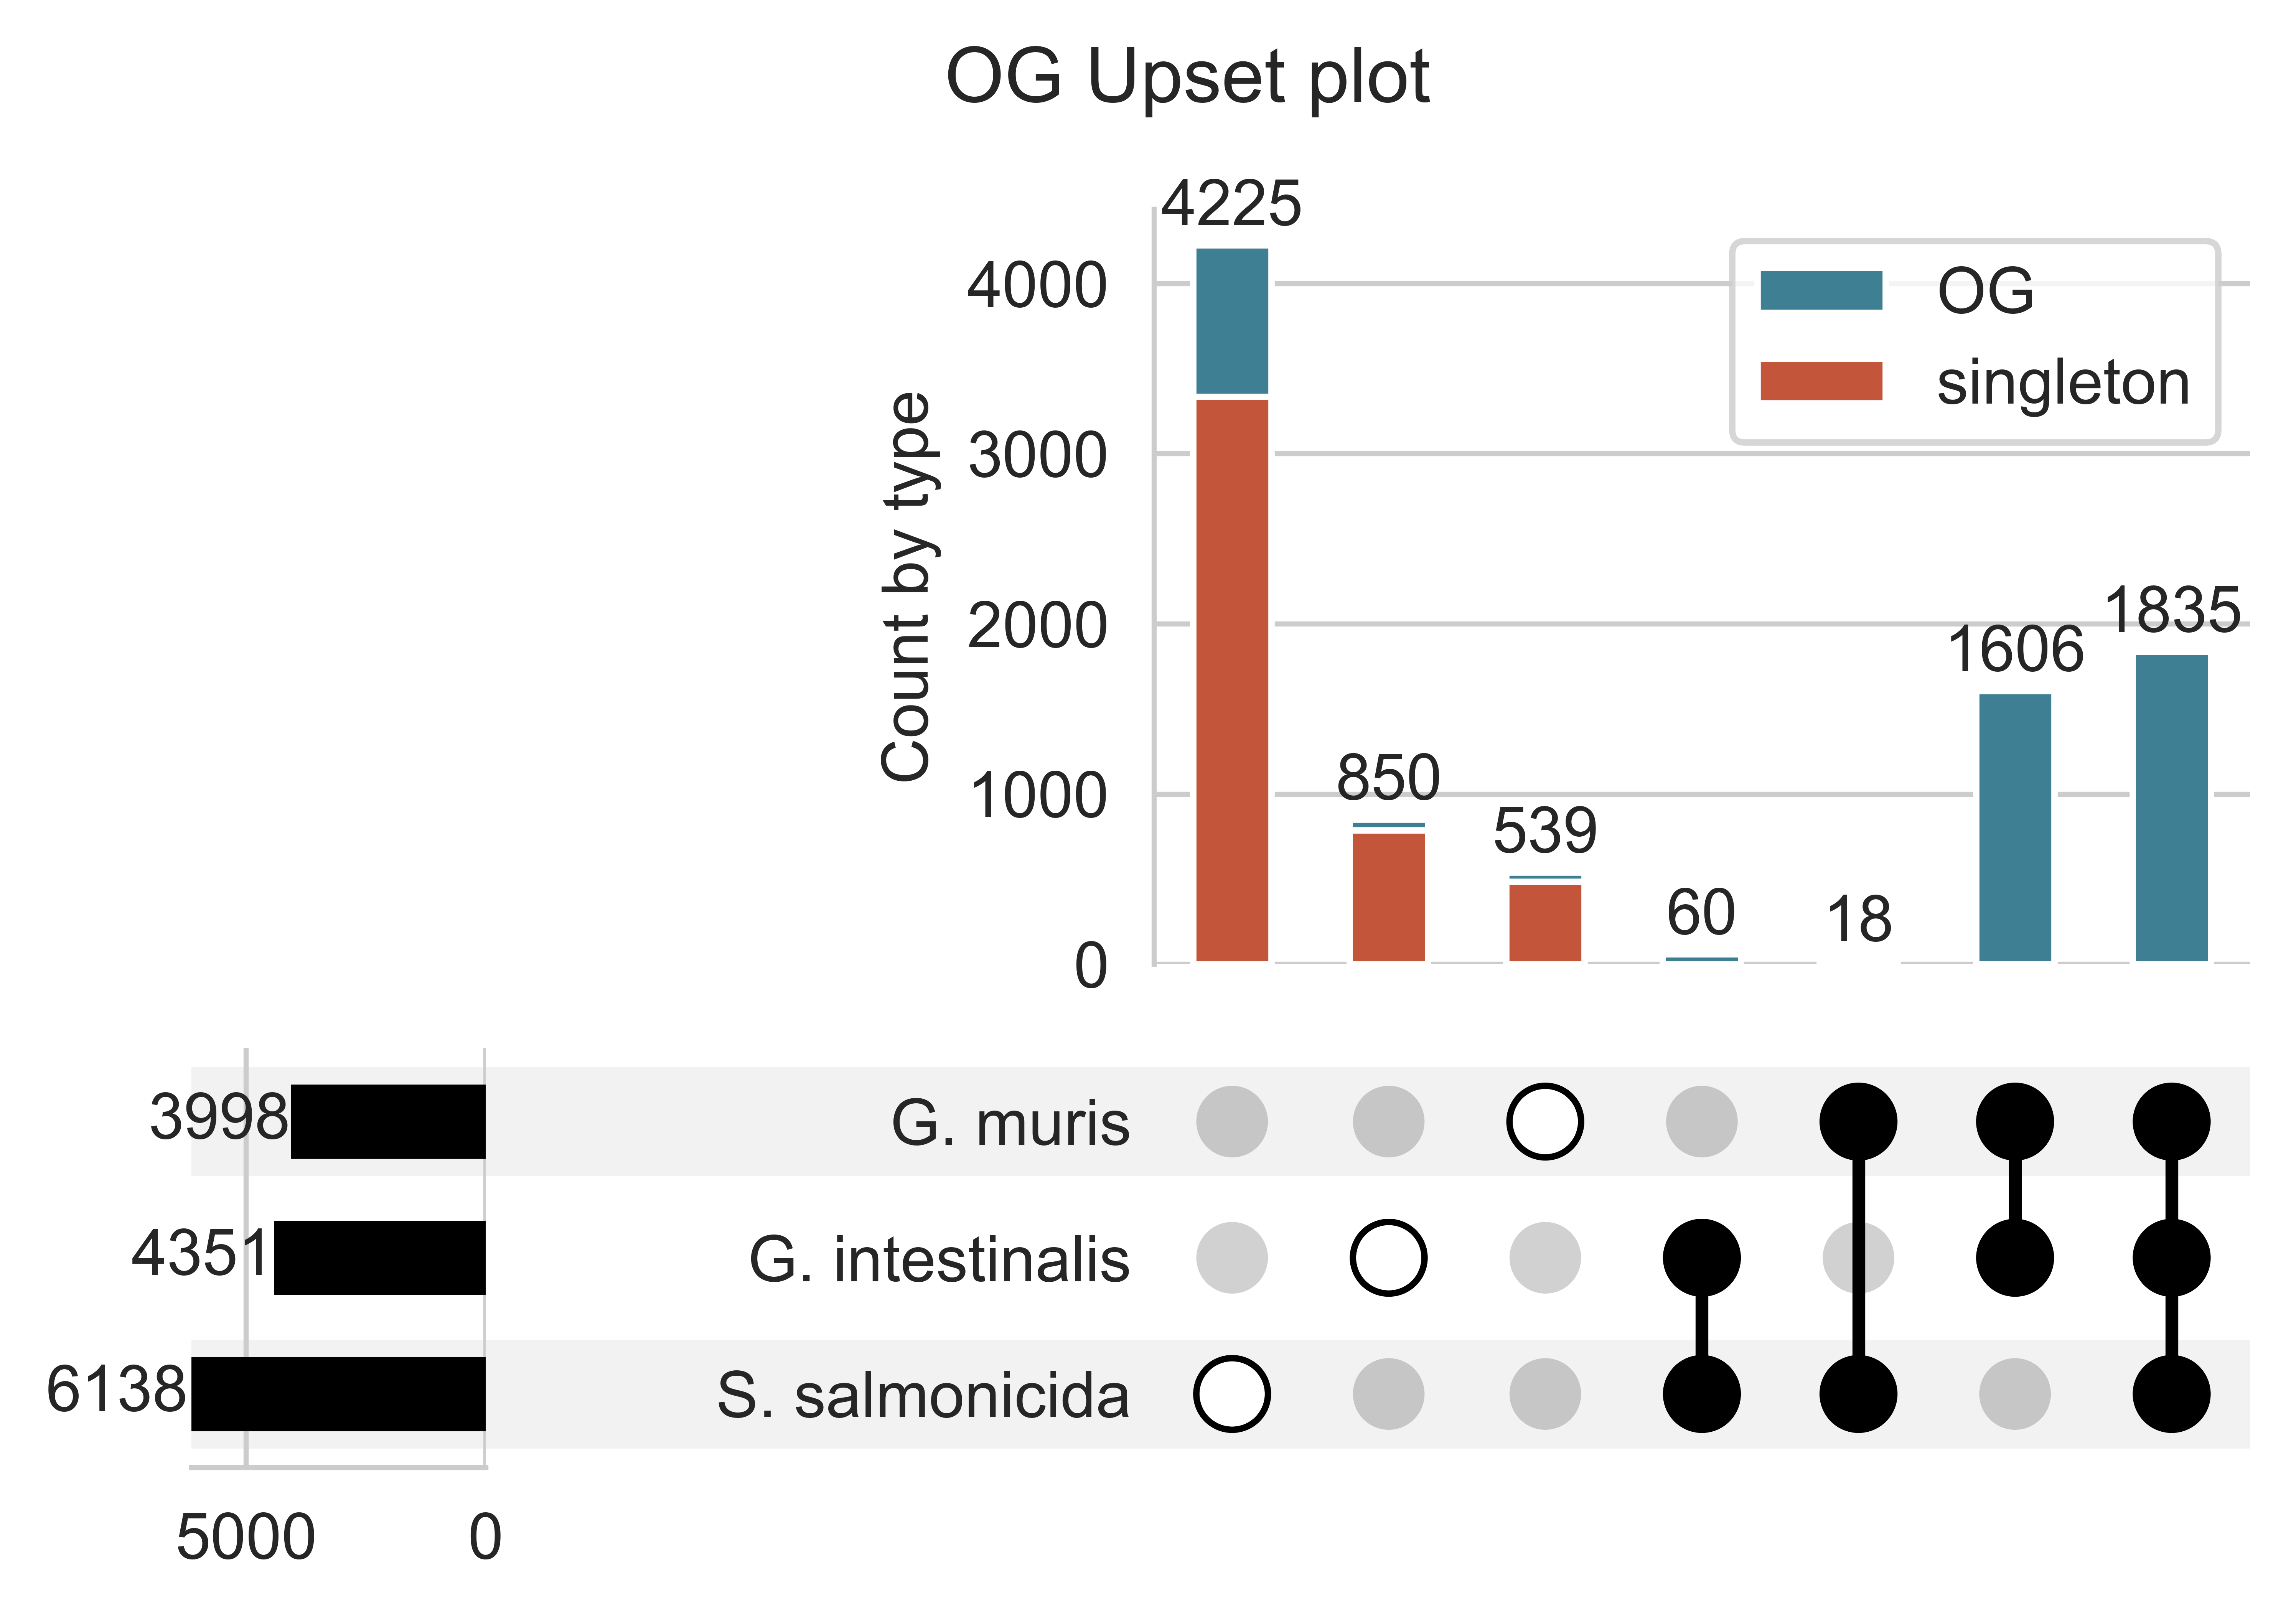 OG Upset plot
4225
4000
OG
singleton
3000
Count by type
2000
1835
1606
1000
850
539
60
18
0
3998
G. muris
4351
G. intestinalis
6138
S. salmonicida
5000
0